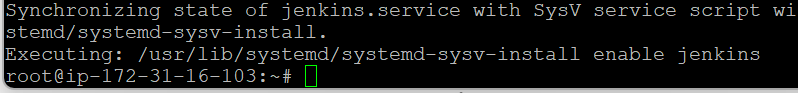 Synchronizing state of jenkins.service with SysV service script wi
stemd/systemd-sysv-install.
Executing: /usr/lib/systemd/systemd-sysv-install enable jenkins
root@ip-172-31-16-103:~#